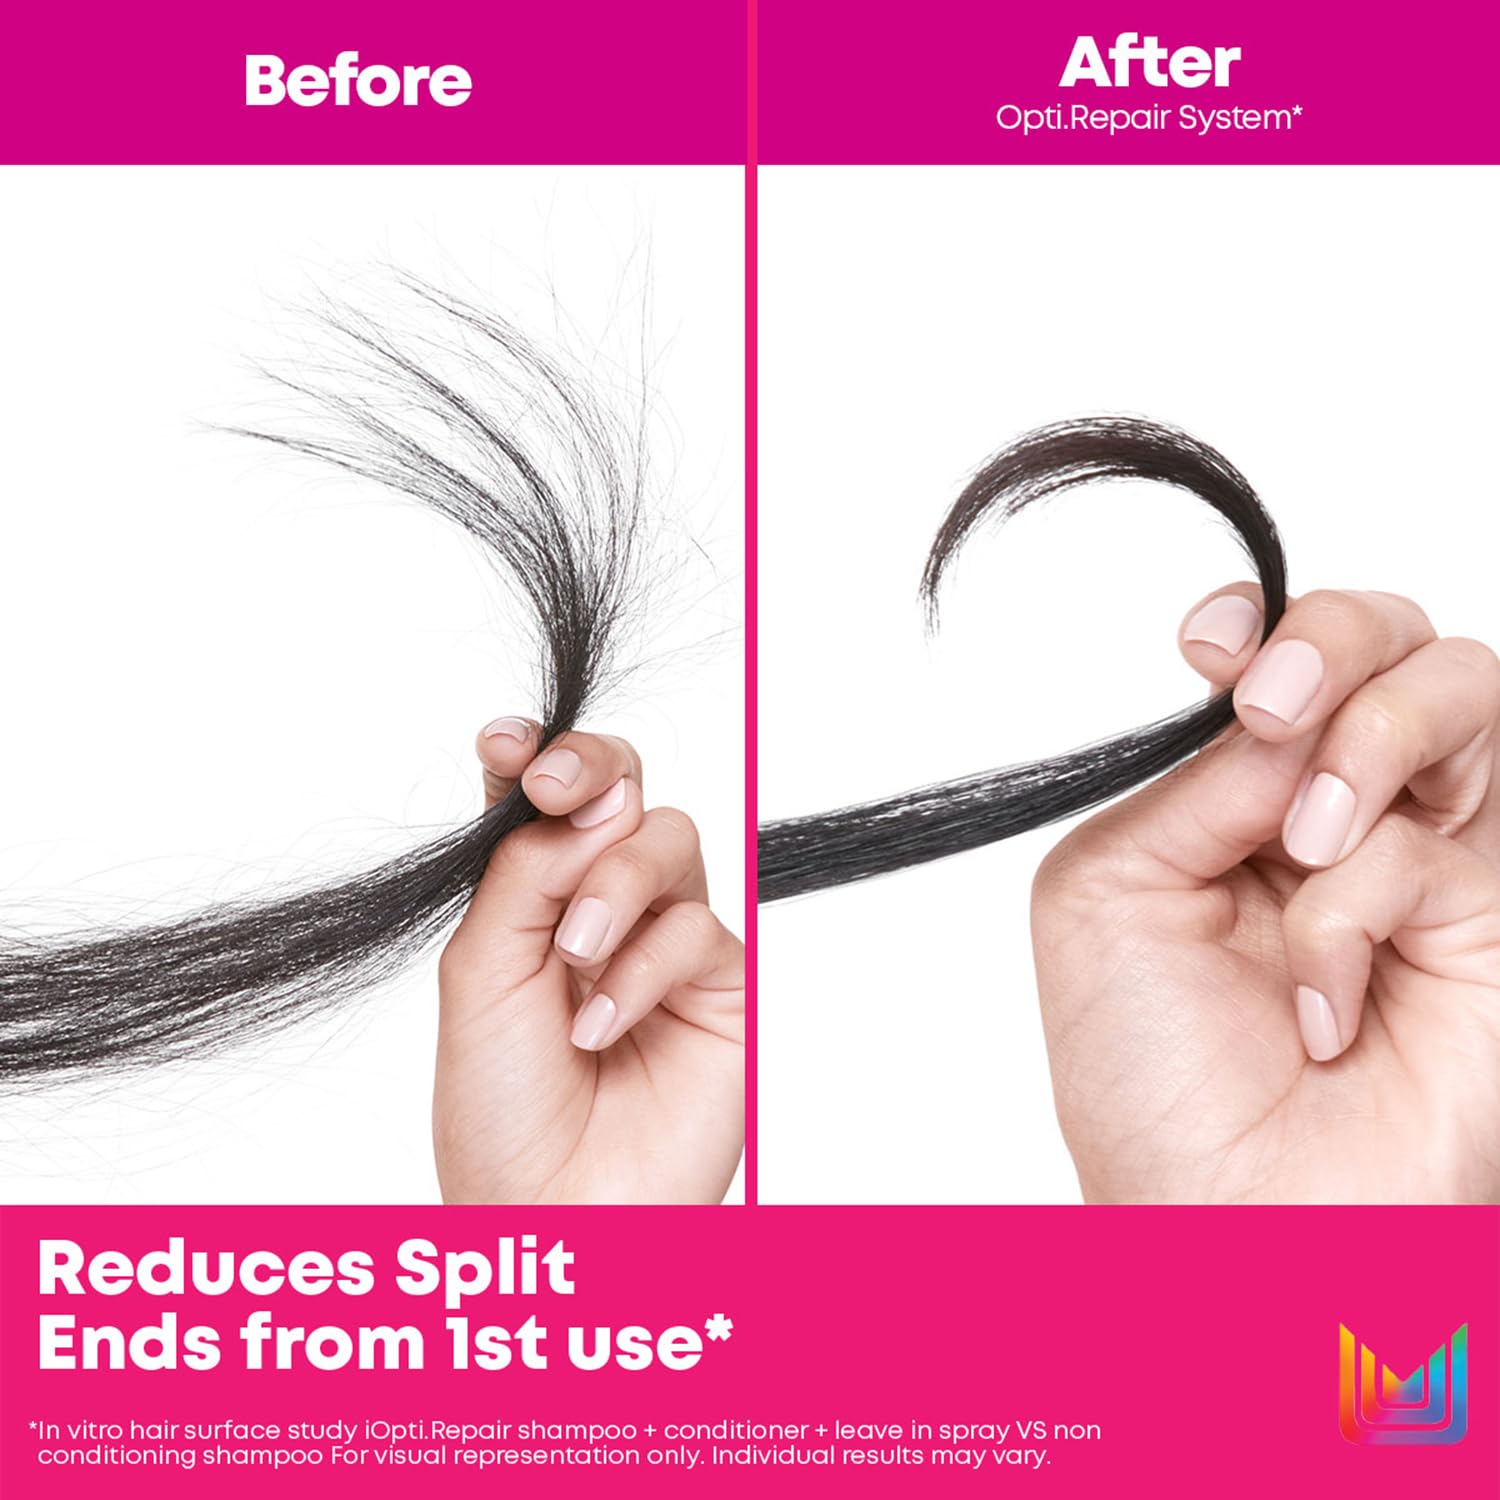 Before
After
Opti.Repair System*
Reduces Split
Ends from 1st use*
*In vitro hair surface study iOpti.Repair shampoo + conditioner + leave in spray VS non
conditioning shampoo For visual representation only. Individual results may vary.